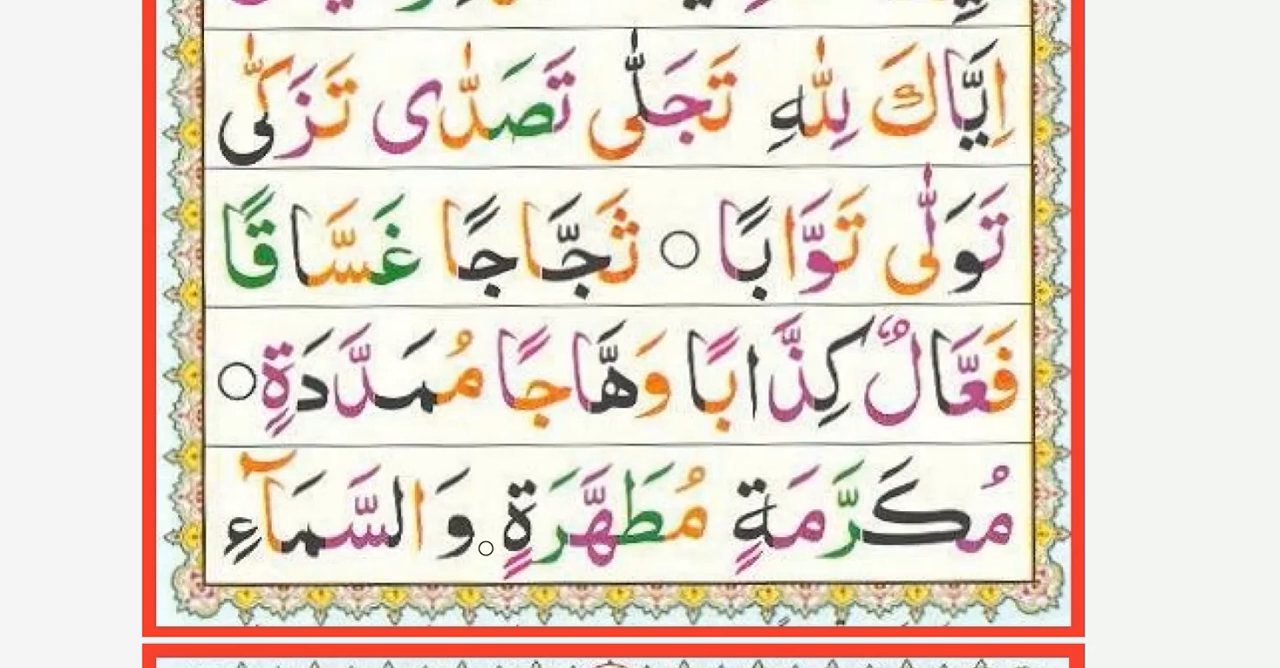 اِیَّاكَ لِلّٰهِ تَجَلّٰی تَصَدّٰی تَزَكّٰی
تَوَلّٰی تَوَّابًا ○ ثَجَّاجًا غَسَّاقًا
فَعَّالٌ كِذَّابًا وَهَّاجًا مُمَدَّدَةٍ ○
مُكَرَّمَةٍ مُطَهَّرَةٍ ○ وَالسَّمَآءِ